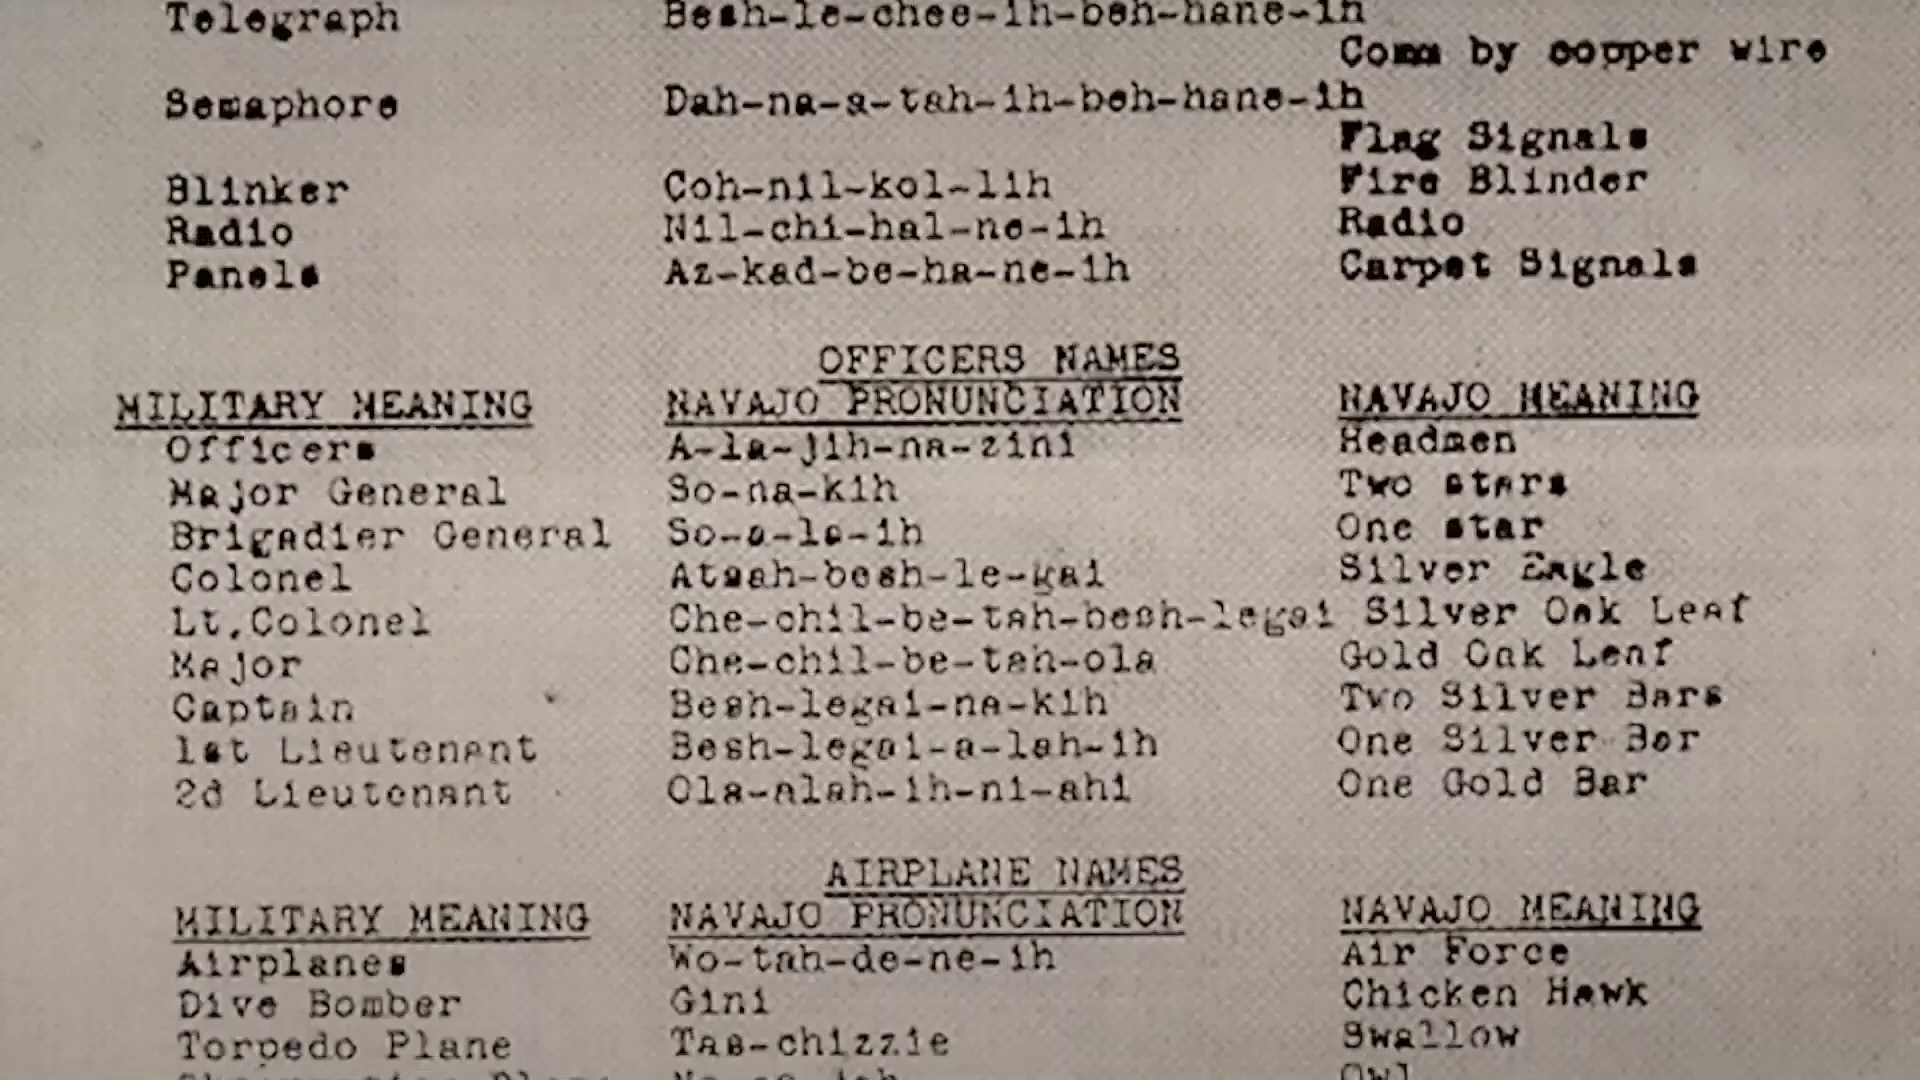 Telegraph Besh-le-chee-ih-beh-hane-ih
Comm by copper wire
Semaphore Dah-na-a-tah-ih-beh-hane-ih
Flag Signals
Blinker Coh-nil-kol-lih Fire Blinder
Radio Nil-chi-hal-ne-ih Radio
Panels Az-kad-be-ha-ne-ih Carpet Signals
OFFICERS NAMES
MILITARY MEANING NAVAJO PRONUNCIATION NAVAJO MEANING
Officers A-la-jih-na-zini Headmen
Major General So-na-kih Two stars
Brigadier General So-a-la-ih One star
Colonel Atsah-besh-le-gai Silver Eagle
Lt.Colonel Che-chil-be-tah-besh-legai Silver Oak Leaf
Major Che-chil-be-tah-ola Gold Oak Leaf
Captain Besh-legai-na-kih Two Silver Bars
1st Lieutenant Besh-legai-a-lah-ih One Silver Bar
2d Lieutenant Ola-alah-ih-ni-ahi One Gold Bar
AIRPLANE NAMES
MILITARY MEANING NAVAJO PRONUNCIATION NAVAJO MEANING
Airplanes Wo-tah-de-ne-ih Air Force
Dive Bomber Gini Chicken Hawk
Torpedo Plane Tas-chizzie Swallow
Owl